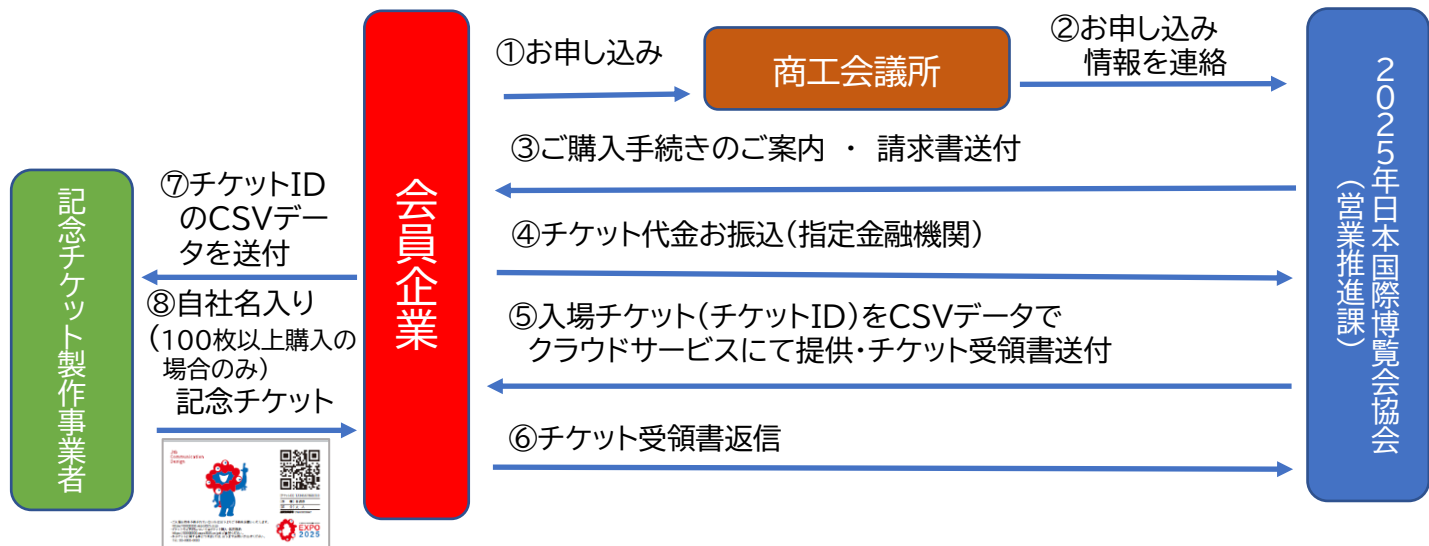 ①お申し込み
商工会議所
②お申し込み
情報を連絡
2025年日本国際博覧会協会
(営業推進課)
③ご購入手続きのご案内 ・ 請求書送付
会員企業
④チケット代金お振込(指定金融機関)
⑤入場チケット(チケットID)をCSVデータで
クラウドサービスにて提供・チケット受領書送付
⑥チケット受領書返信
⑦チケットID
のCSVデー
タを送付
記念チケット製作事業者
⑧自社名入り
(100枚以上購入の
場合のみ)
記念チケット
EXPO
2025